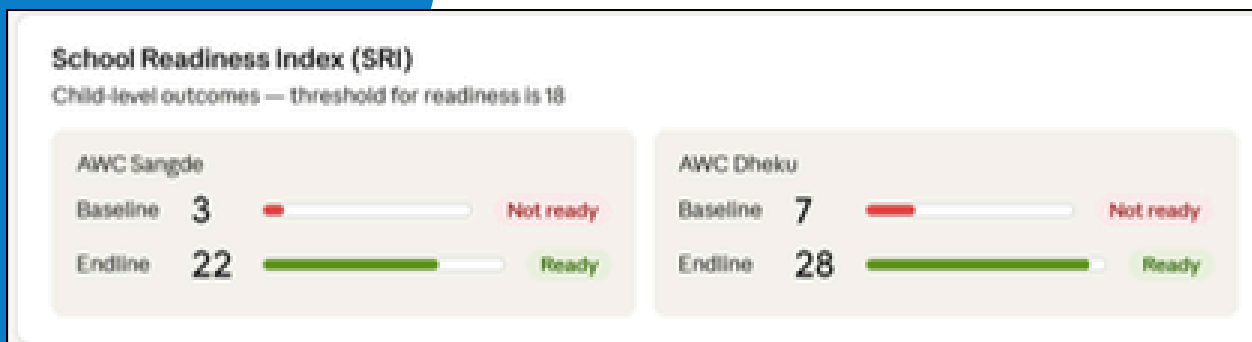 School Readiness Index (SRI)
Child-level outcomes — threshold for readiness is 18
AWC Sangde
Baseline 3 Not ready
Endline 22 Ready
AWC Dheku
Baseline 7 Not ready
Endline 28 Ready